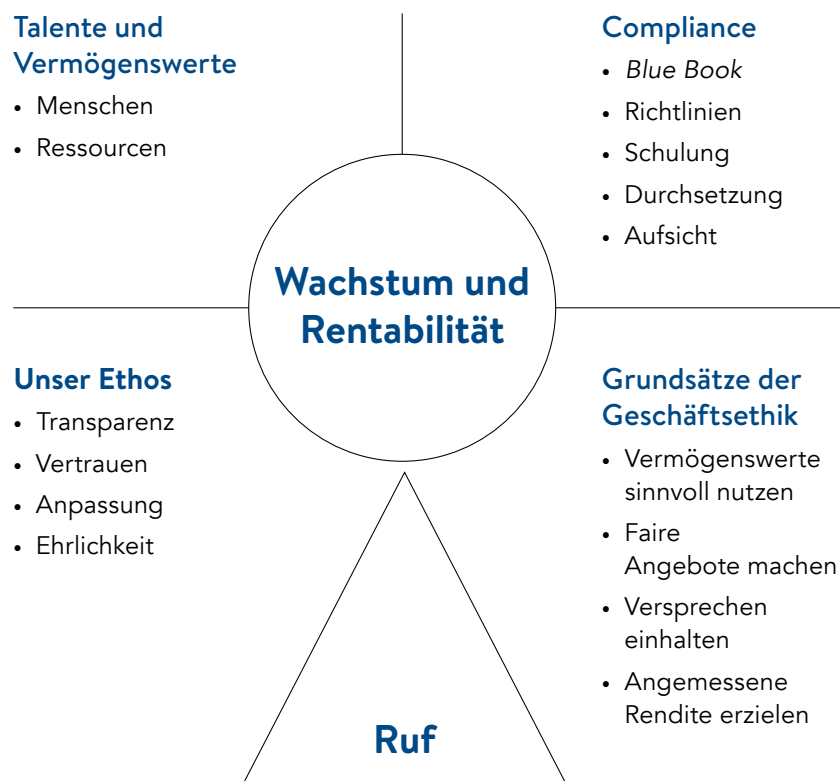 Talente und
Vermögenswerte
• Menschen
• Ressourcen
Compliance
• Blue Book
• Richtlinien
• Schulung
• Durchsetzung
• Aufsicht
Wachstum und
Rentabilität
Unser Ethos
• Transparenz
• Vertrauen
• Anpassung
• Ehrlichkeit
Grundsätze der
Geschäftsethik
• Vermögenswerte
sinnvoll nutzen
• Faire
Angebote machen
• Versprechen
einhalten
• Angemessene
Rendite erzielen
Ruf